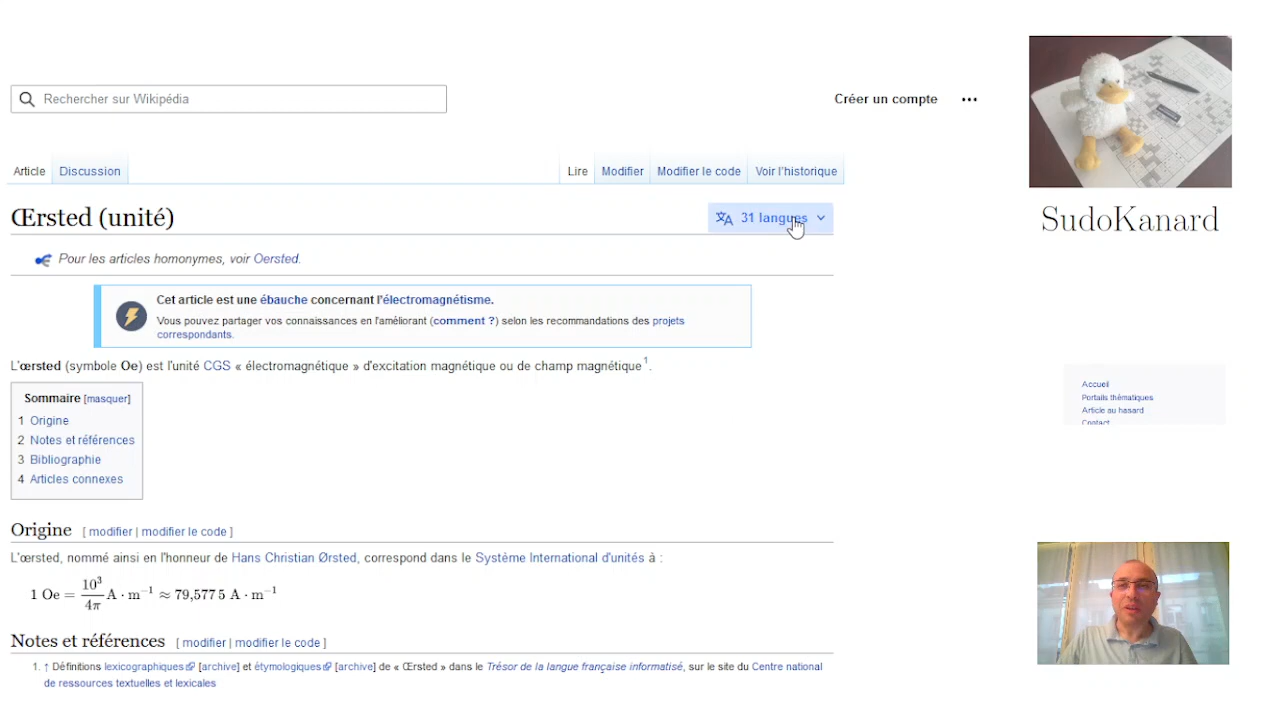 Rechercher sur Wikipédia
Créer un compte
Article Discussion
Lire Modifier Modifier le code Voir l'historique
Œrsted (unité)
31 langues
Pour les articles homonymes, voir Oersted.
Cet article est une ébauche concernant l'électromagnétisme.
Vous pouvez partager vos connaissances en l'améliorant (comment ?) selon les recommandations des projets
correspondants.
L'œrsted (symbole Oe) est l'unité CGS « électromagnétique » d'excitation magnétique ou de champ magnétique 1.
Sommaire [masquer]
1 Origine
2 Notes et références
3 Bibliographie
4 Articles connexes
Origine [ modifier | modifier le code ]
L'œrsted, nommé ainsi en l'honneur de Hans Christian Ørsted, correspond dans le Système International d'unités à :
1 Oe = 10³/4π A · m⁻¹ ≈ 79,577 5 A · m⁻¹
Notes et références [ modifier | modifier le code ]
1. ↑ Définitions lexicographiques [archive] et étymologiques [archive] de « Œrsted » dans le Trésor de la langue française informatisé, sur le site du Centre national
de ressources textuelles et lexicales
SudoKanard
Accueil
Portails thématiques
Article au hasard
Contact